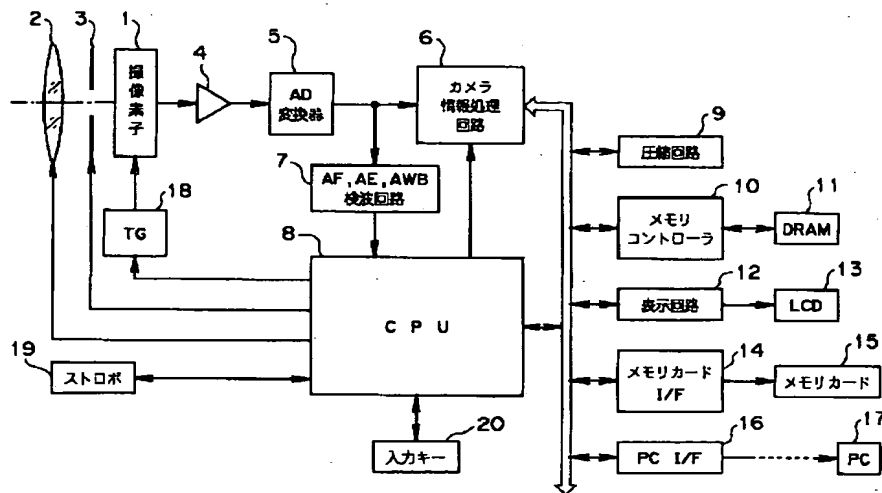 2
3
1
撮像素子
4
5
AD
変換器
6
カメラ
情報処理
回路
7
AF,AE,AWB
検波回路
18
TG
8
CPU
19
ストロボ
20
入力キー
9
圧縮回路
10
メモリ
コントローラ
11
DRAM
12
表示回路
13
LCD
14
メモリカード
I/F
15
メモリカード
16
PC I/F
17
PC